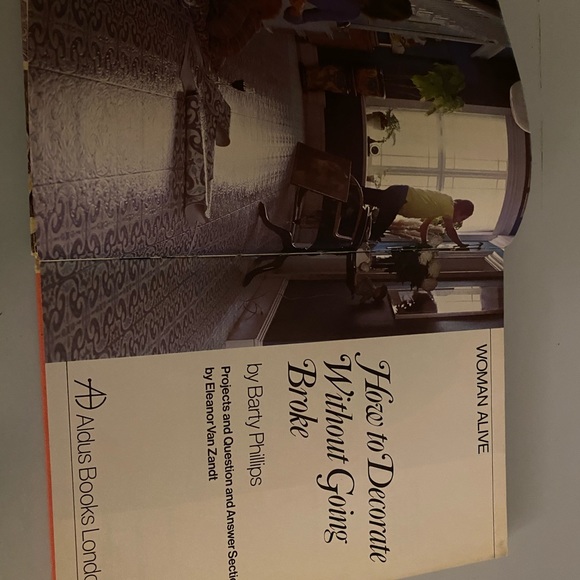 WOMAN ALIVE
How to Decorate
Without Going
Broke
by Barty Phillips
Projects and Question and Answer Secti
by Eleanor Van Zandt
Aldus Books Londo